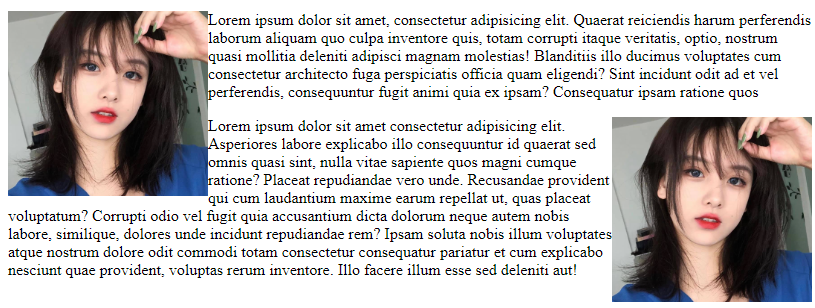 Lorem ipsum dolor sit amet, consectetur adipisicing elit. Quaerat reiciendis harum perferendis
laborum aliquam quo culpa inventore quis, totam corrupti itaque veritatis, optio, nostrum
quasi mollitia deleniti adipisci magnam molestias! Blanditiis illo ducimus voluptates cum
consectetur architecto fuga perspiciatis officia quam eligendi? Sint incidunt odit ad et vel
perferendis, consequuntur fugit animi quia ex ipsam? Consequatur ipsam ratione quos
Lorem ipsum dolor sit amet consectetur adipisicing elit.
Asperiores labore explicabo illo consequuntur id quaerat sed
omnis quasi sint, nulla vitae sapiente quos magni cumque
ratione? Placeat repudiandae vero unde. Recusandae provident
qui cum laudantium maxime earum repellat ut, quas placeat
voluptatum? Corrupti odio vel fugit quia accusantium dicta dolorum neque autem nobis
labore, similique, dolores unde incidunt repudiandae rem? Ipsam soluta nobis illum voluptates
atque nostrum dolore odit commodi totam consectetur consequatur pariatur et cum explicabo
nesciunt quae provident, voluptas rerum inventore. Illo facere illum esse sed deleniti aut!